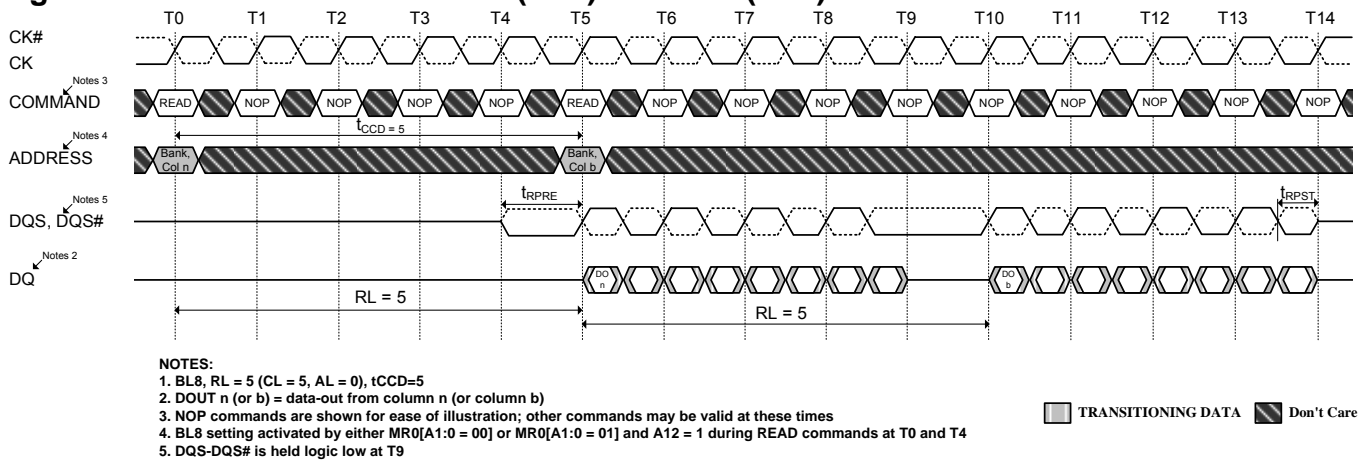 T0 T1 T2 T3 T4 T5 T6 T7 T8 T9 T10 T11 T12 T13 T14
CK#
CK
Notes 3
COMMAND READ NOP NOP NOP NOP READ NOP NOP NOP NOP NOP NOP NOP NOP NOP
tCCD = 5
Notes 4
ADDRESS
Bank, Col n
Bank, Col b
Notes 5
DQS, DQS#
tRPRE
tRPST
Notes 2
DQ
DO n
DO b
RL = 5
RL = 5
NOTES:
1. BL8, RL = 5 (CL = 5, AL = 0), tCCD=5
2. DOUT n (or b) = data-out from column n (or column b)
3. NOP commands are shown for ease of illustration; other commands may be valid at these times
4. BL8 setting activated by either MR0[A1:0 = 00] or MR0[A1:0 = 01] and A12 = 1 during READ commands at T0 and T4
5. DQS-DQS# is held logic low at T9
TRANSITIONING DATA
Don't Care